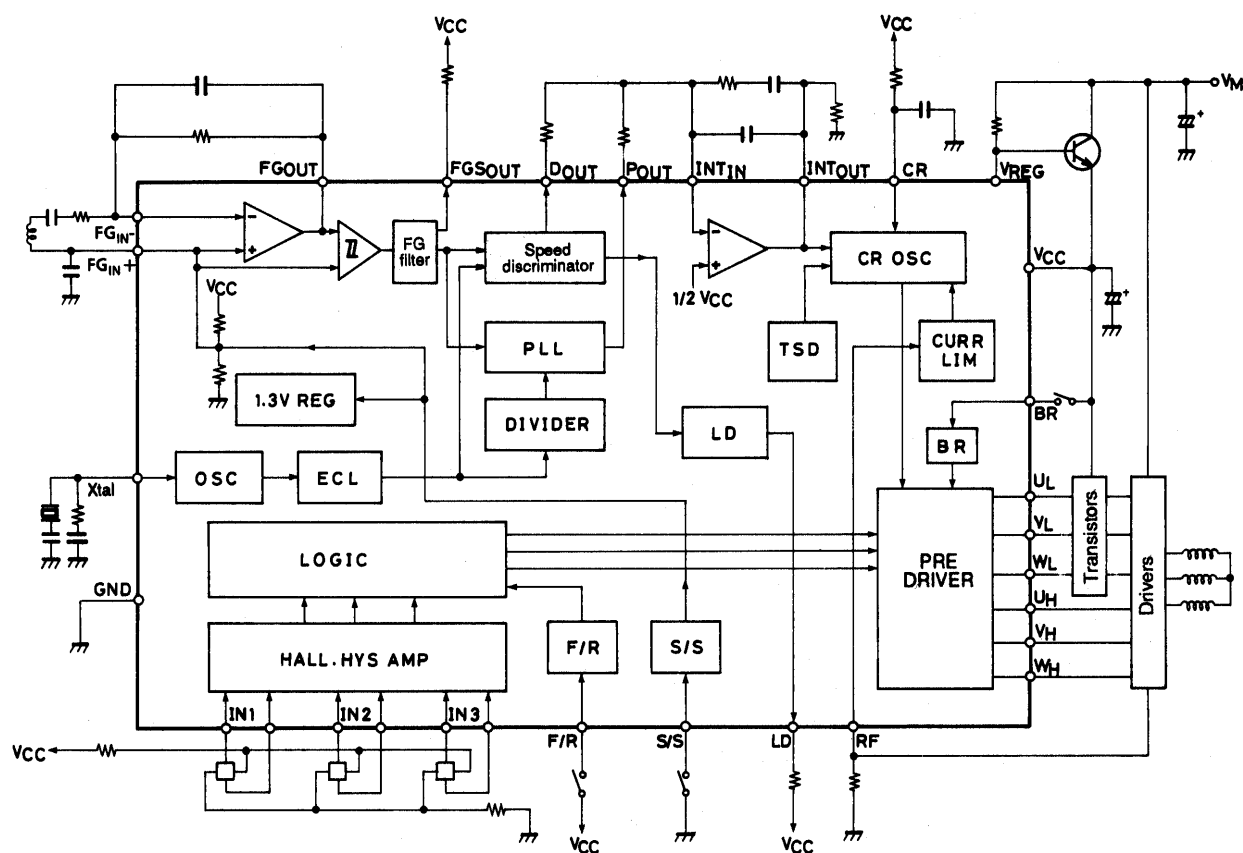 VCC
VCC
VM
FGOUT
FGSOUT
DOUT
POUT
INTIN
INTOUT
CR
VREG
FGIN-
FGIN+
-
+
FG filter
Speed discriminator
-
+
1/2 VCC
CR OSC
VCC
+
+
VCC
PLL
TSD
CURR LIM
1.3V REG
DIVIDER
LD
BR
BR
Xtal
OSC
ECL
UL
VL
WL
UH
VH
WH
Transistors
Drivers
LOGIC
PRE DRIVER
GND
HALL.HYS AMP
F/R
S/S
IN1
IN2
IN3
F/R
S/S
LD
RF
VCC
VCC
VCC